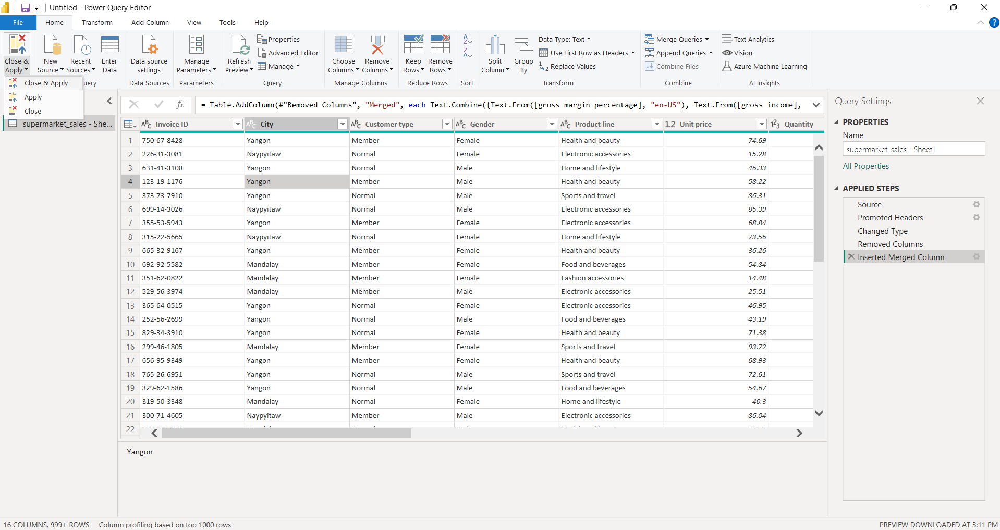 Untitled - Power Query Editor
File Home Transform Add Column View Tools Help
Close & Apply
New Source
Recent Sources
Enter Data
Data source settings
Data Sources
Manage Parameters
Parameters
Refresh Preview
Properties
Advanced Editor
Manage
Query
Choose Columns
Remove Columns
Manage Columns
Keep Rows
Remove Rows
Reduce Rows
Sort
Split Column
Group By
Data Type: Text
Use First Row as Headers
Replace Values
Transform
Merge Queries
Append Queries
Combine Files
Combine
Text Analytics
Vision
Azure Machine Learning
AI Insights
Close & Apply
Apply
Close
uery
supermarket_sales - She...
= Table.AddColumn(#"Removed Columns", "Merged", each Text.Combine({Text.From([gross margin percentage], "en-US"), Text.From([gross income],
Invoice ID City Customer type Gender Product line 1.2 Unit price Quantity
1 750-67-8428 Yangon Member Female Health and beauty 74.69
2 226-31-3081 Naypyitaw Normal Female Electronic accessories 15.28
3 631-41-3108 Yangon Normal Male Home and lifestyle 46.33
4 123-19-1176 Yangon Member Male Health and beauty 58.22
5 373-73-7910 Yangon Normal Male Sports and travel 86.31
6 699-14-3026 Naypyitaw Normal Male Electronic accessories 85.39
7 355-53-5943 Yangon Member Female Electronic accessories 68.84
8 315-22-5665 Naypyitaw Normal Female Home and lifestyle 73.56
9 665-32-9167 Yangon Member Female Health and beauty 36.26
10 692-92-5582 Mandalay Member Female Food and beverages 54.84
11 351-62-0822 Mandalay Member Female Fashion accessories 14.48
12 529-56-3974 Mandalay Member Male Electronic accessories 25.51
13 365-64-0515 Yangon Normal Female Electronic accessories 46.95
14 252-56-2699 Yangon Normal Male Food and beverages 43.19
15 829-34-3910 Yangon Normal Female Health and beauty 71.38
16 299-46-1805 Mandalay Member Female Sports and travel 93.72
17 656-95-9349 Yangon Member Female Health and beauty 68.93
18 765-26-6951 Yangon Normal Male Sports and travel 72.61
19 329-62-1586 Yangon Normal Male Food and beverages 54.67
20 319-50-3348 Mandalay Normal Female Home and lifestyle 40.3
21 300-71-4605 Naypyitaw Member Male Electronic accessories 86.04
22
Yangon
Query Settings
PROPERTIES
Name
supermarket_sales - Sheet1
All Properties
APPLIED STEPS
Source
Promoted Headers
Changed Type
Removed Columns
Inserted Merged Column
16 COLUMNS, 999+ ROWS Column profiling based on top 1000 rows
PREVIEW DOWNLOADED AT 3:11 PM